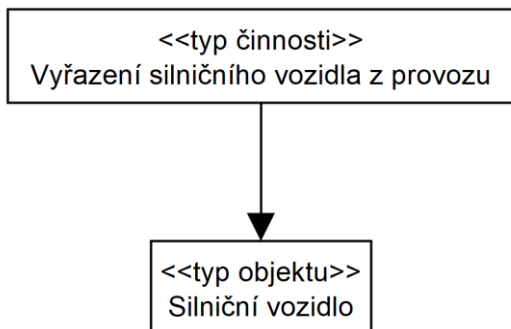 <<typ činnosti>>
Vyřazení silničního vozidla z provozu
<<typ objektu>>
Silniční vozidlo